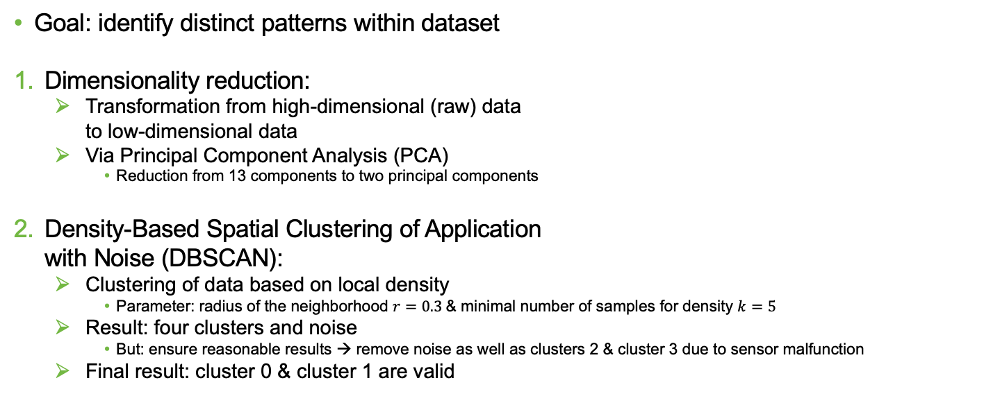 • Goal: identify distinct patterns within dataset
1. Dimensionality reduction:
➢ Transformation from high-dimensional (raw) data
to low-dimensional data
➢ Via Principal Component Analysis (PCA)
• Reduction from 13 components to two principal components
2. Density-Based Spatial Clustering of Application
with Noise (DBSCAN):
➢ Clustering of data based on local density
• Parameter: radius of the neighborhood r = 0.3 & minimal number of samples for density k = 5
➢ Result: four clusters and noise
• But: ensure reasonable results → remove noise as well as clusters 2 & cluster 3 due to sensor malfunction
➢ Final result: cluster 0 & cluster 1 are valid